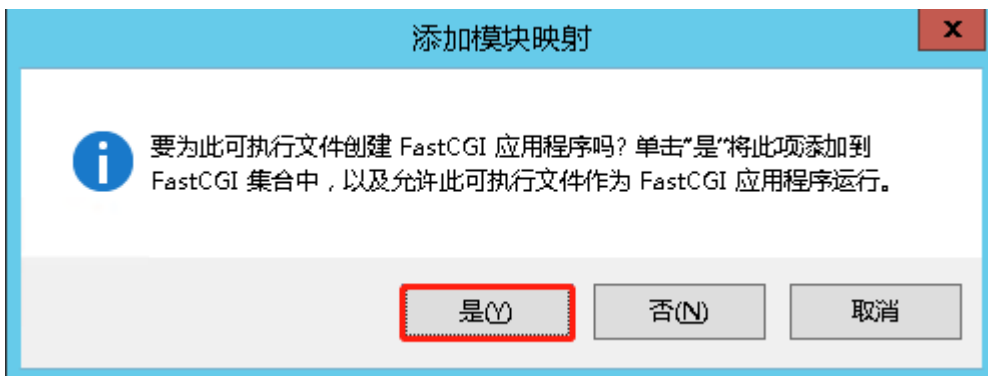 添加模块映射
x
要为此可执行文件创建 FastCGI 应用程序吗? 单击"是"将此项添加到
FastCGI 集合中，以及允许此可执行文件作为 FastCGI 应用程序运行。
是(Y)
否(N)
取消